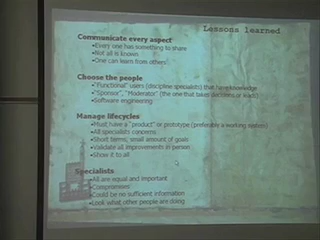 Lessons learned
Communicate every aspect
•Every one has something to share
•Not all is known
•One can learn from others
Choose the people
•"Functional" users (discipline specialists) that have knowledge
•"Sponsor", "Moderator" (the one that takes decisions or leads)
•Software engineering
Manage lifecycles
•Must have a "product" or prototype (preferable a working system)
•All specialists concerns
•Short terms, small amount of goals
•Validate all improvements in person
•Show it to all
Specialists
•All are equal and important
•Compromises
•Could be no sufficient information
•Look what other people are doing